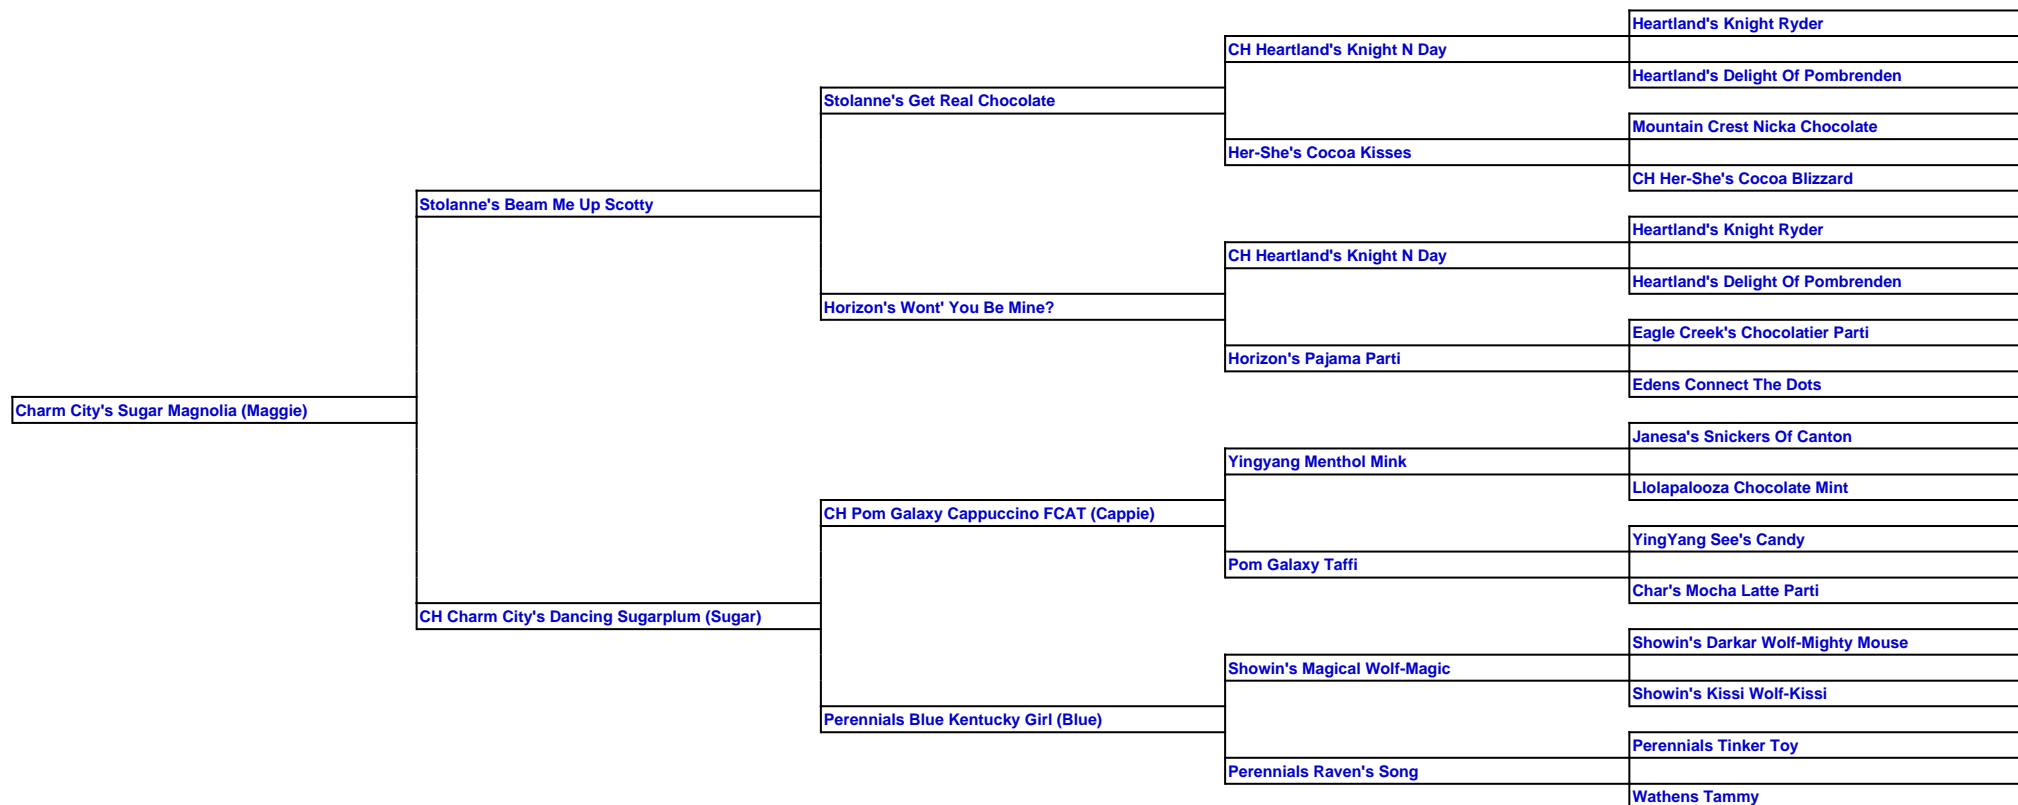 Heartland's Knight Ryder
CH Heartland's Knight N Day
Heartland's Delight Of Pombrenden
Stolanne's Get Real Chocolate
Mountain Crest Nicka Chocolate
Her-She's Cocoa Kisses
CH Her-She's Cocoa Blizzard
Stolanne's Beam Me Up Scotty
Heartland's Knight Ryder
CH Heartland's Knight N Day
Heartland's Delight Of Pombrenden
Horizon's Wont' You Be Mine?
Eagle Creek's Chocolatier Parti
Horizon's Pajama Parti
Edens Connect The Dots
Charm City's Sugar Magnolia (Maggie)
Janesa's Snickers Of Canton
Yingyang Menthol Mink
Llolapalooza Chocolate Mint
CH Pom Galaxy Cappuccino FCAT (Cappie)
YingYang See's Candy
Pom Galaxy Taffi
Char's Mocha Latte Parti
CH Charm City's Dancing Sugarplum (Sugar)
Showin's Darkar Wolf-Mighty Mouse
Showin's Magical Wolf-Magic
Showin's Kissi Wolf-Kissi
Perennials Blue Kentucky Girl (Blue)
Perennials Tinker Toy
Perennials Raven's Song
Wathens Tammy